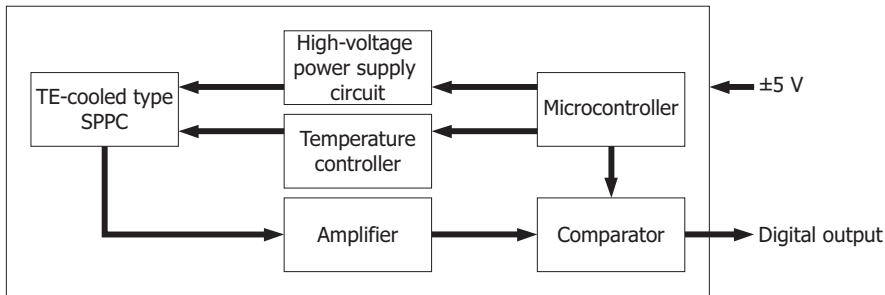 High-voltage
power supply
circuit
TE-cooled type
SPPC
Microcontroller
±5 V
Temperature
controller
Amplifier
Comparator
Digital output